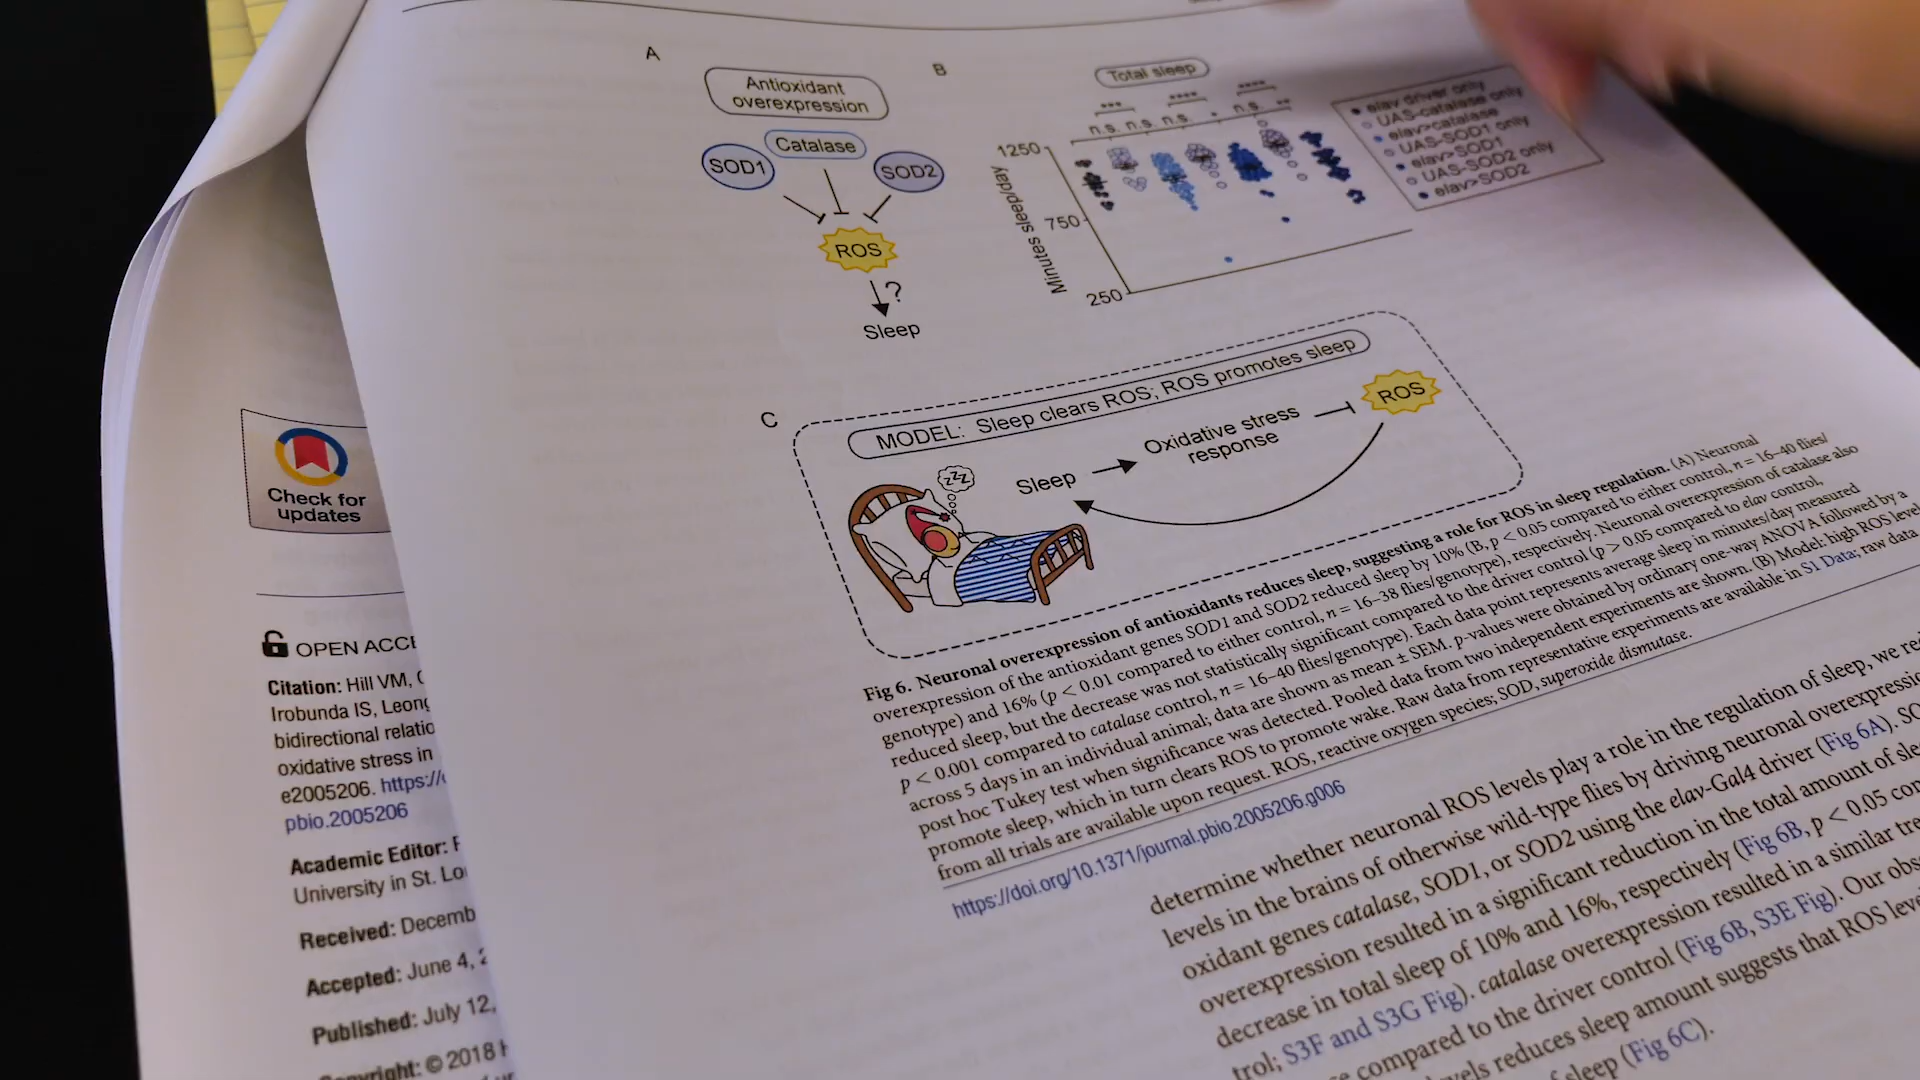 A
Antioxidant
overexpression
Catalase
SOD1
SOD2
ROS
?
Sleep
B
Total sleep
****
***
****
n.s.
**
n.s. n.s. n.s.
*
1250
750
250
Minutes sleep/day
elav driver only
UAS-catalase only
elav>catalase
UAS-SOD1 only
elav>SOD1
UAS-SOD2 only
elav>SOD2
C
MODEL: Sleep clears ROS; ROS promotes sleep
Sleep
Oxidative stress
response
ROS
zzz
Fig 6. Neuronal overexpression of antioxidants reduces sleep, suggesting a role for ROS in sleep regulation. (A) Neuronal
overexpression of the antioxidant genes SOD1 and SOD2 reduced sleep by 10% (B, p < 0.05 compared to either control, n = 16–40 flies/
genotype) and 16% (p < 0.01 compared to either control, n = 16–38 flies/genotype), respectively. Neuronal overexpression of catalase also
reduced sleep, but the decrease was not statistically significant compared to the driver control (p > 0.05 compared to elav control,
p < 0.001 compared to catalase control, n = 16–40 flies/genotype). Each data point represents average sleep in minutes/day measured
across 5 days in an individual animal; data are shown as mean ± SEM. p-values were obtained by ordinary one-way ANOVA followed by a
post hoc Tukey test when significance was detected. Pooled data from two independent experiments are shown. (B) Model: high ROS level
promote sleep, which in turn clears ROS to promote wake. Raw data from representative experiments are available in S1 Data; raw data
from all trials are available upon request. ROS, reactive oxygen species; SOD, superoxide dismutase.
https://doi.org/10.1371/journal.pbio.2005206.g006
determine whether neuronal ROS levels play a role in the regulation of sleep, we re
levels in the brains of otherwise wild-type flies by driving neuronal overexpressio
oxidant genes catalase, SOD1, or SOD2 using the elav-Gal4 driver (Fig 6A). SO
overexpression resulted in a significant reduction in the total amount of sle
decrease in total sleep of 10% and 16%, respectively (Fig 6B, p < 0.05 con
trol; S3F and S3G Fig). catalase overexpression resulted in a similar tre
compared to the driver control (Fig 6B, S3E Fig). Our obs
levels reduces sleep amount suggests that ROS leve
sleep (Fig 6C).
Check for
updates
OPEN ACCE
Citation: Hill VM, C
Irobunda IS, Leong
bidirectional relatio
oxidative stress in
e2005206. https://
pbio.2005206
Academic Editor:
University in St. Lo
Received: Decemb
Accepted: June 4, 2
Published: July 12,
Copyright: © 2018 H